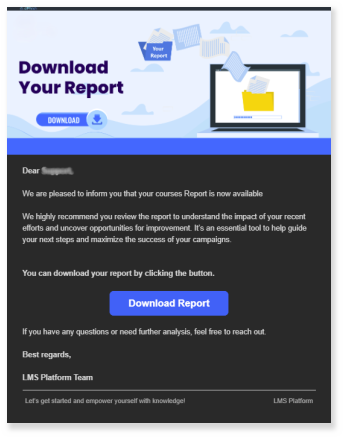 Your
Report
Download
Your Report
DOWNLOAD
Dear
We are pleased to inform you that your courses Report is now available
We highly recommend you review the report to understand the impact of your recent
efforts and uncover opportunities for improvement. It's an essential tool to help guide
your next steps and maximize the success of your campaigns.
You can download your report by clicking the button.
Download Report
If you have any questions or need further analysis, feel free to reach out.
Best regards,
LMS Platform Team
Let's get started and empower yourself with knowledge!
LMS Platform